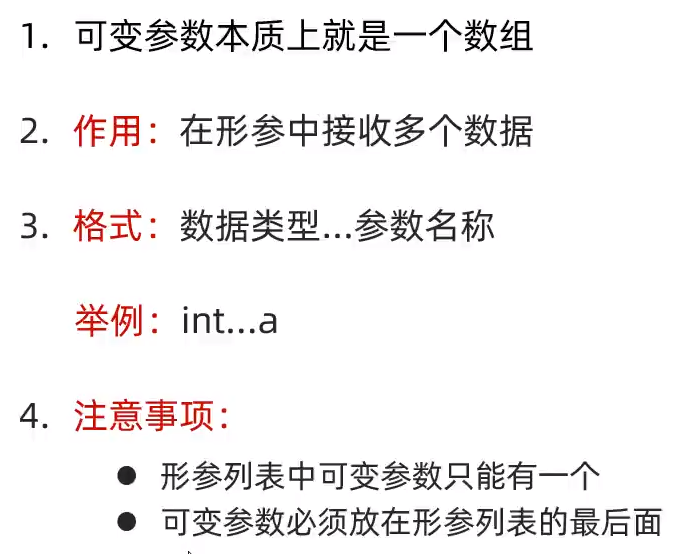 1. 可变参数本质上就是一个数组
2. 作用：在形参中接收多个数据
3. 格式：数据类型...参数名称
举例：int...a
4. 注意事项：
● 形参列表中可变参数只能有一个
● 可变参数必须放在形参列表的最后面